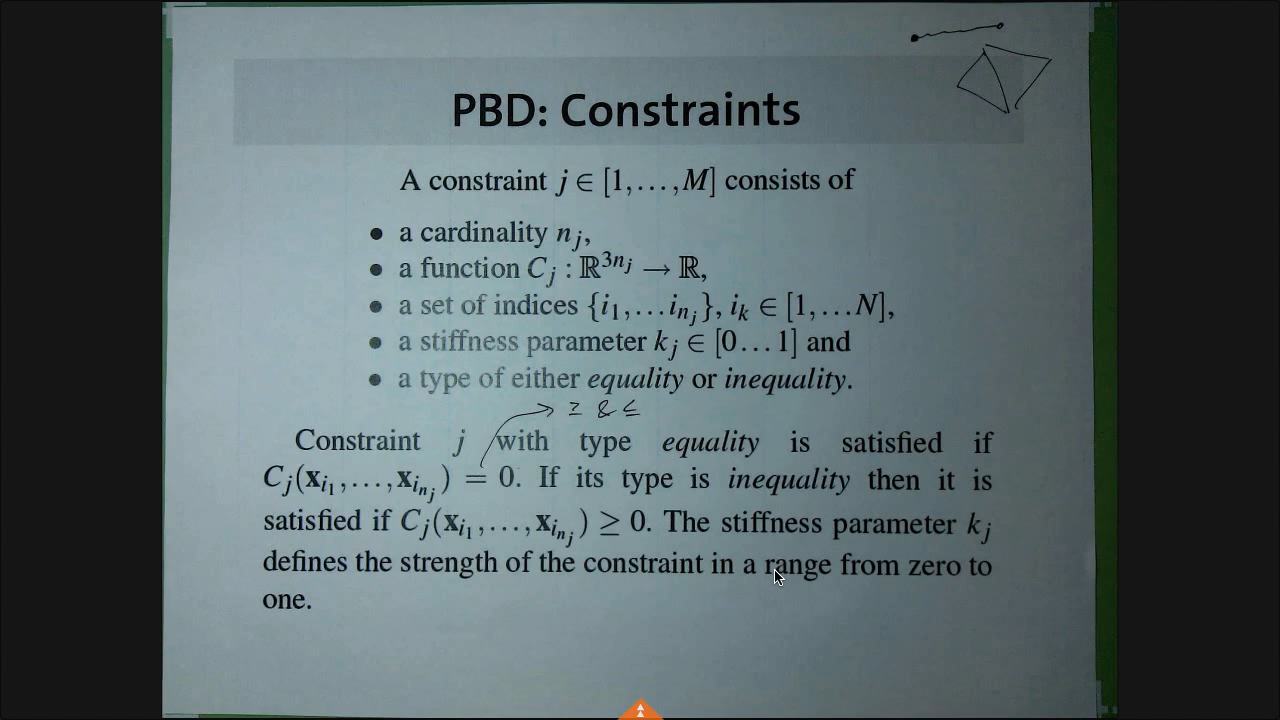 PBD: Constraints
A constraint j ∈ [1,...,M] consists of
• a cardinality n_j,
• a function C_j : ℝ^{3n_j} → ℝ,
• a set of indices {i_1,...i_{n_j}}, i_k ∈ [1,...N],
• a stiffness parameter k_j ∈ [0...1] and
• a type of either equality or inequality.
≥ & ≤
Constraint j with type equality is satisfied if
C_j(x_{i_1},...,x_{i_{n_j}}) = 0. If its type is inequality then it is
satisfied if C_j(x_{i_1},...,x_{i_{n_j}}) ≥ 0. The stiffness parameter k_j
defines the strength of the constraint in a range from zero to
one.